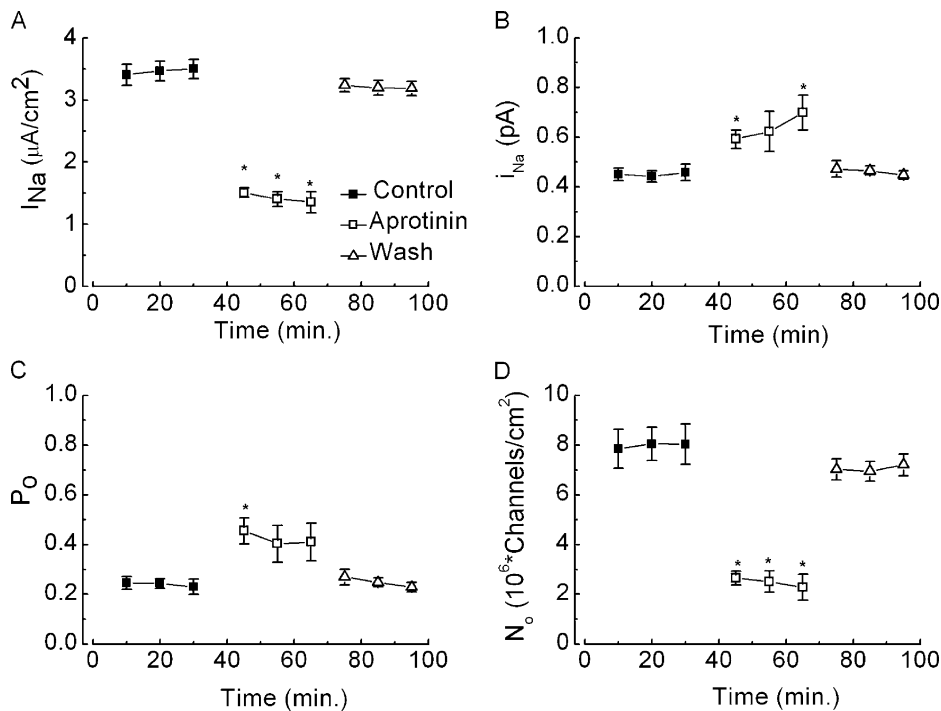 A
I_Na (μA/cm²)
4
3
2
1
0
* * *
Control
Aprotinin
Wash
0 20 40 60 80 100
Time (min.)
B
i_Na (pA)
1.0
0.8
0.6
0.4
0.2
0.0
* *
0 20 40 60 80 100
Time (min)
C
P_O
1.0
0.8
0.6
0.4
0.2
0.0
*
0 20 40 60 80 100
Time (min.)
D
N_o (10⁶*Channels/cm²)
10
8
6
4
2
0
* * *
0 20 40 60 80 100
Time (min.)